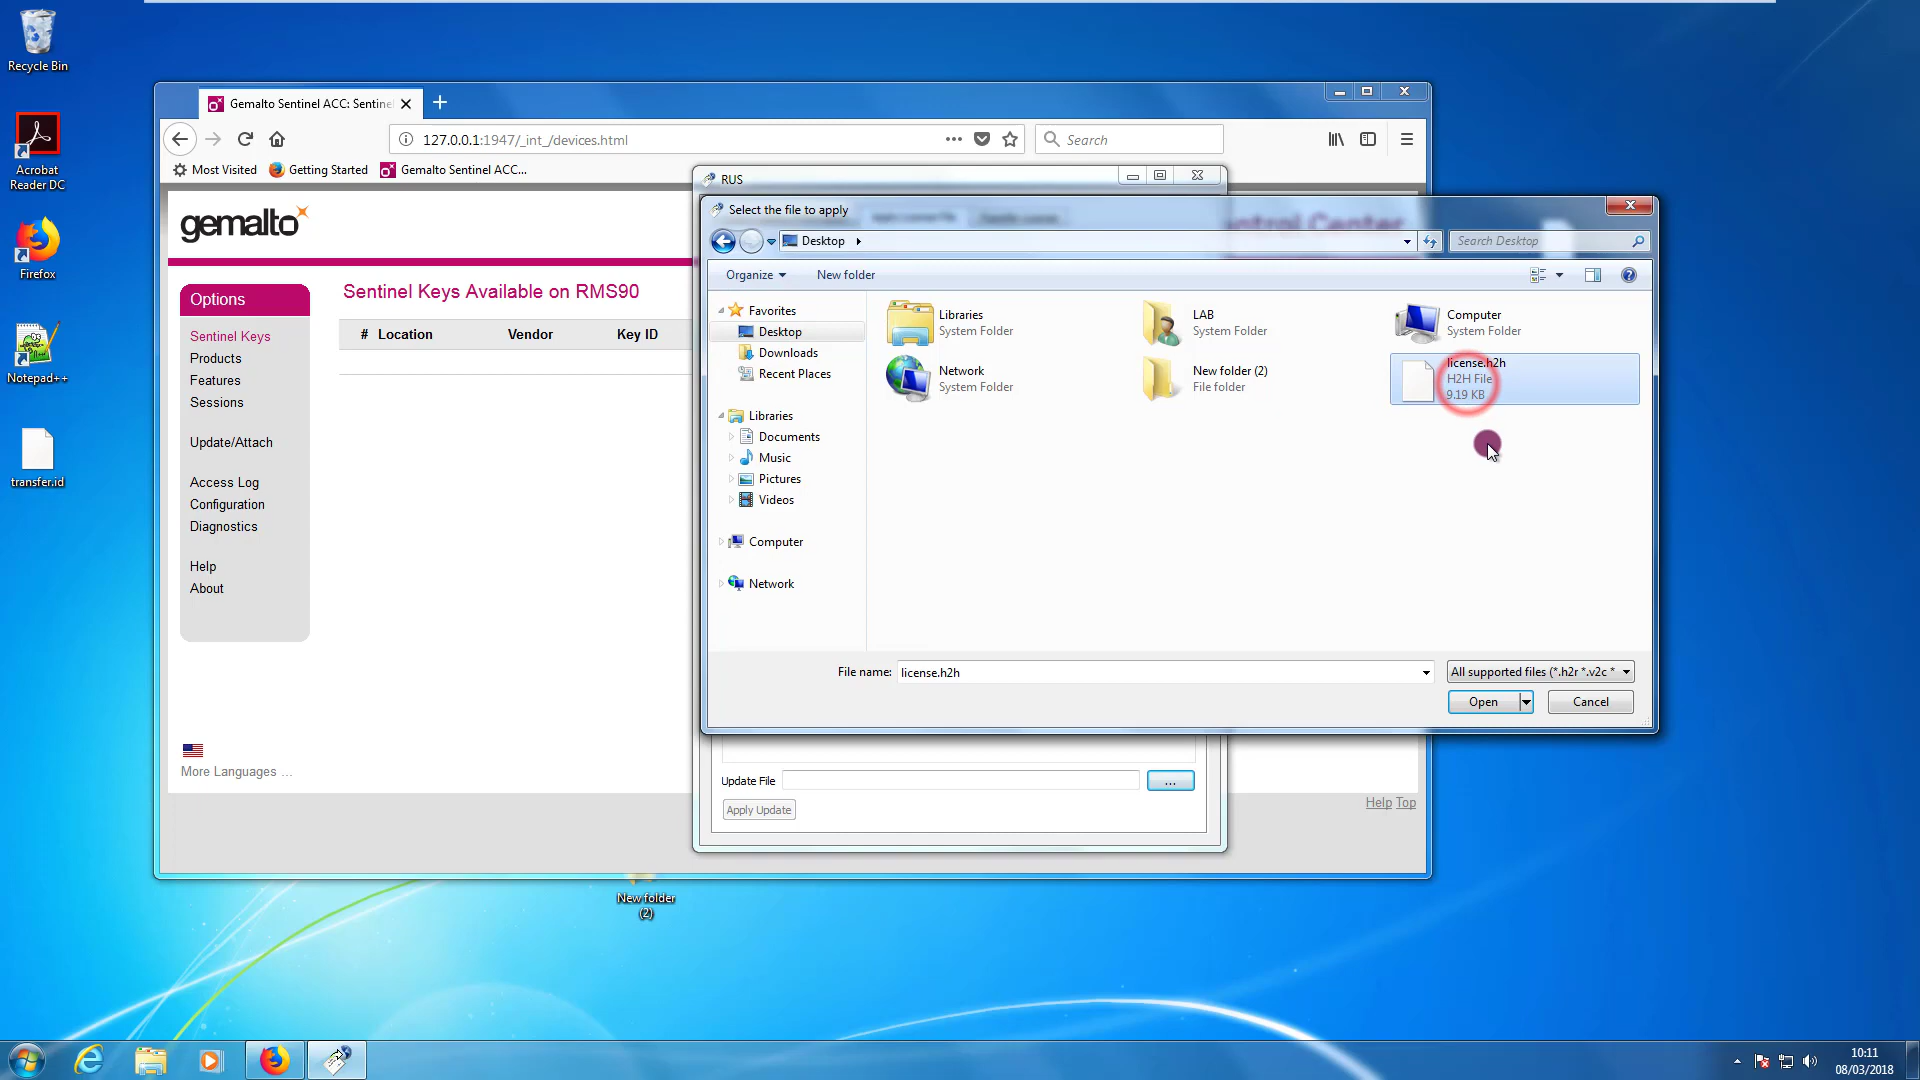 Recycle Bin
Acrobat
Reader DC
Firefox
Notepad++
transfer.id
Gemalto Sentinel ACC: Sentinel
127.0.0.1:1947/_int_/devices.html
Search
Most Visited
Getting Started
Gemalto Sentinel ACC...
gemalto
Options
Sentinel Keys
Products
Features
Sessions
Update/Attach
Access Log
Configuration
Diagnostics
Help
About
More Languages ...
Sentinel Keys Available on RMS90
# Location Vendor Key ID
Help Top
RUS
Select the file to apply
Desktop
Search Desktop
Organize
New folder
Favorites
Desktop
Downloads
Recent Places
Libraries
Documents
Music
Pictures
Videos
Computer
Network
Libraries
System Folder
LAB
System Folder
Computer
System Folder
Network
System Folder
New folder (2)
File folder
license.h2h
H2H File
9.19 KB
File name: license.h2h
All supported files (*.h2r *.v2c *
Open
Cancel
Update File
...
Apply Update
New folder
(2)
10:11
08/03/2018